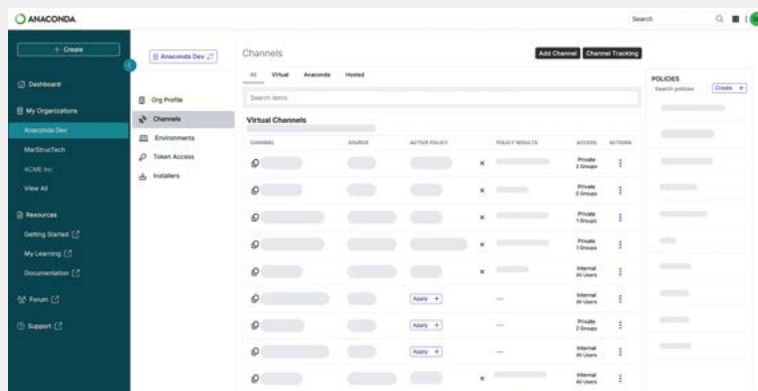 ANACONDA.
Search
+ Create
Dashboard
My Organizations
Anaconda Dev
MarStrucTech
ACME Inc
View All
Resources
Getting Started
My Learning
Documentation
Forum
Support
Anaconda Dev
Org Profile
Channels
Environments
Token Access
Installers
Channels
Add Channel Channel Tracking
All Virtual Anaconda Hosted
Search items
Virtual Channels
CHANNEL SOURCE ACTIVE POLICY POLICY RESULTS ACCESS ACTIONS
Private
2 Groups
Private
5 Groups
Private
1 Groups
Private
1 Groups
Internal
All Users
Apply + — Internal
All Users
Apply + — Private
2 Groups
Apply + — Internal
All Users
Internal
All Users
POLICIES
Search policies Create +